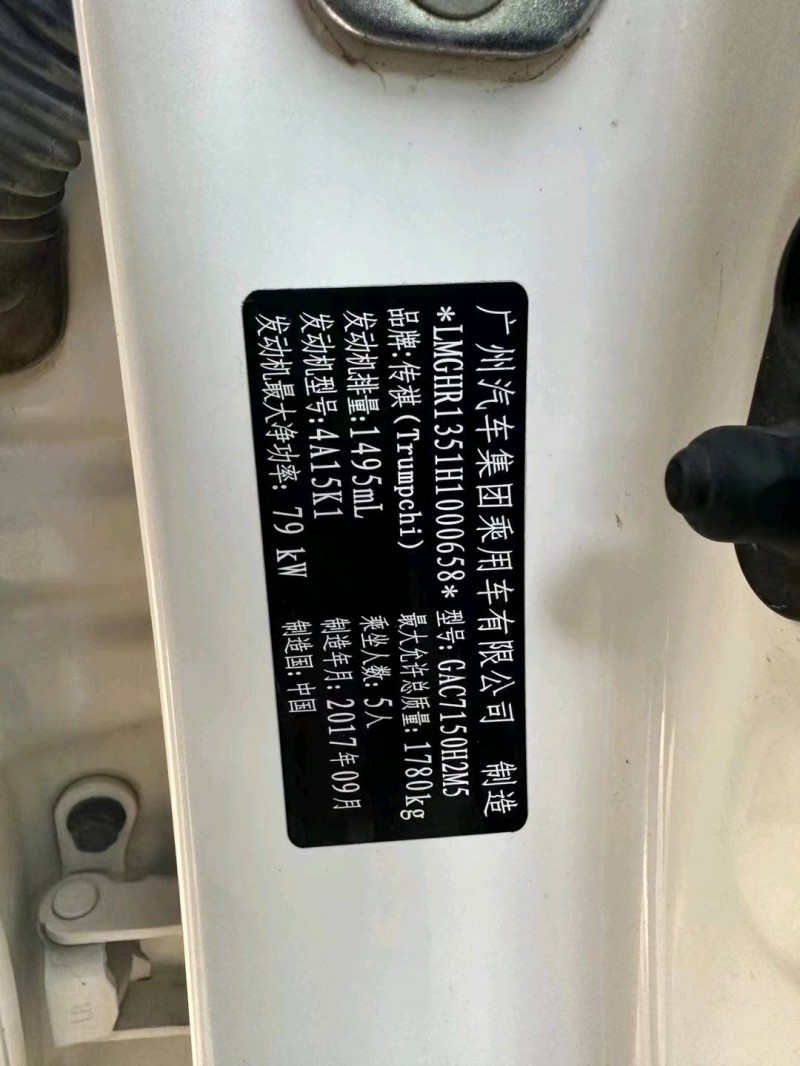 广州汽车集团乘用车有限公司 制造
*LMGHR1351H1000658* 型号:GAC7150H2M5
品牌:传祺(Trumpchi) 最大允许总质量:1780kg
发动机排量:1495mL 乘坐人数:5人
发动机型号:4A15K1 制造年月:2017年09月
发动机最大净功率: 79 kW 制造国:中国